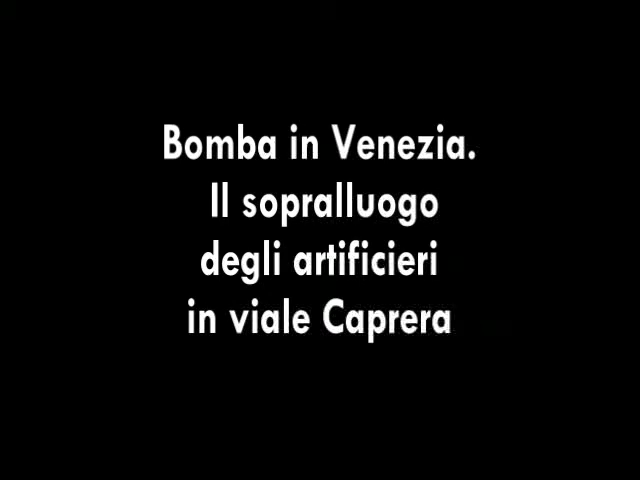 Bomba in Venezia.
Il sopralluogo
degli artificieri
in viale Caprera